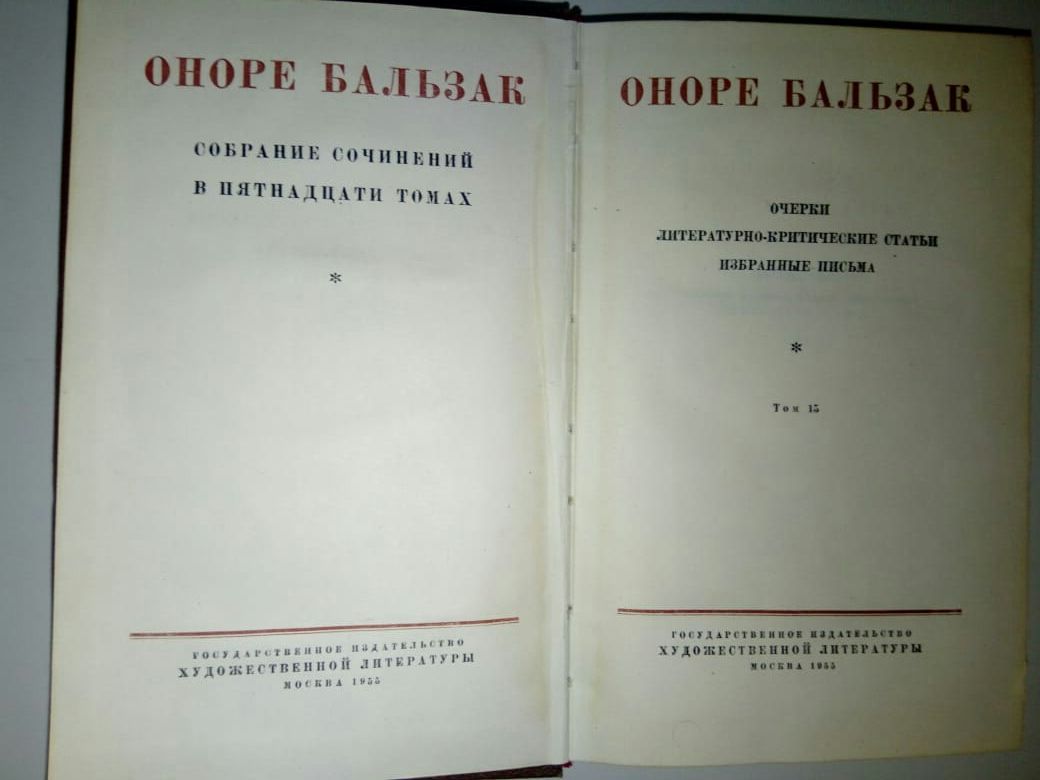 ОНОРЕ БАЛЬЗАК
СОБРАНИЕ СОЧИНЕНИЙ
В ПЯТНАДЦАТИ ТОМАХ
*
ГОСУДАРСТВЕННОЕ ИЗДАТЕЛЬСТВО
ХУДОЖЕСТВЕННОЙ ЛИТЕРАТУРЫ
МОСКВА 1955
ОНОРЕ БАЛЬЗАК
ОЧЕРКИ
ЛИТЕРАТУРНО-КРИТИЧЕСКИЕ СТАТЬИ
ИЗБРАННЫЕ ПИСЬМА
*
Том 15
ГОСУДАРСТВЕННОЕ ИЗДАТЕЛЬСТВО
ХУДОЖЕСТВЕННОЙ ЛИТЕРАТУРЫ
МОСКВА 1955